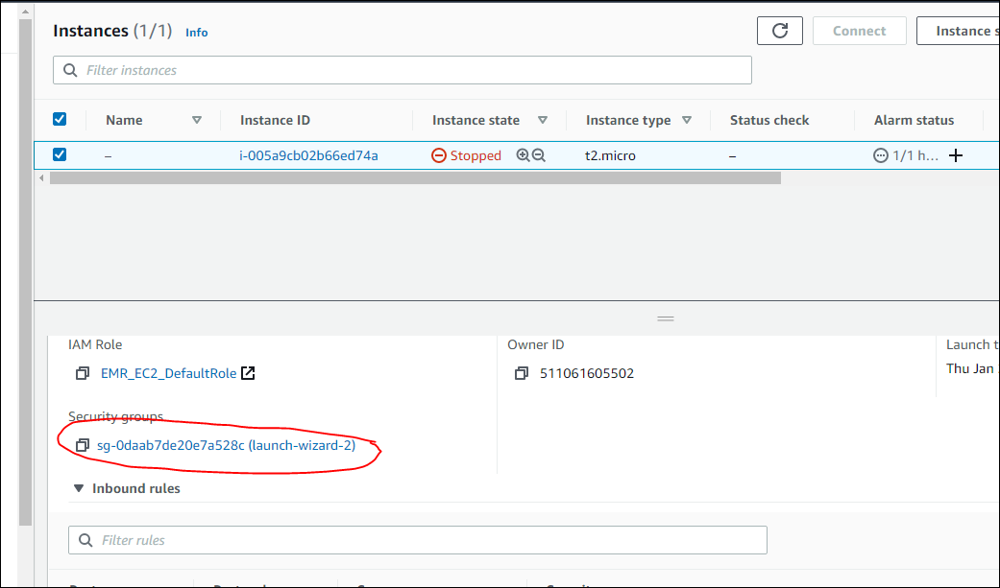 Instances (1/1) Info Connect Instance s
Filter instances
Name Instance ID Instance state Instance type Status check Alarm status
– i-005a9cb02b66ed74a Stopped t2.micro – 1/1 h...
IAM Role Owner ID Launch t
EMR_EC2_DefaultRole 511061605502 Thu Jan
Security groups
sg-0daab7de20e7a528c (launch-wizard-2)
Inbound rules
Filter rules